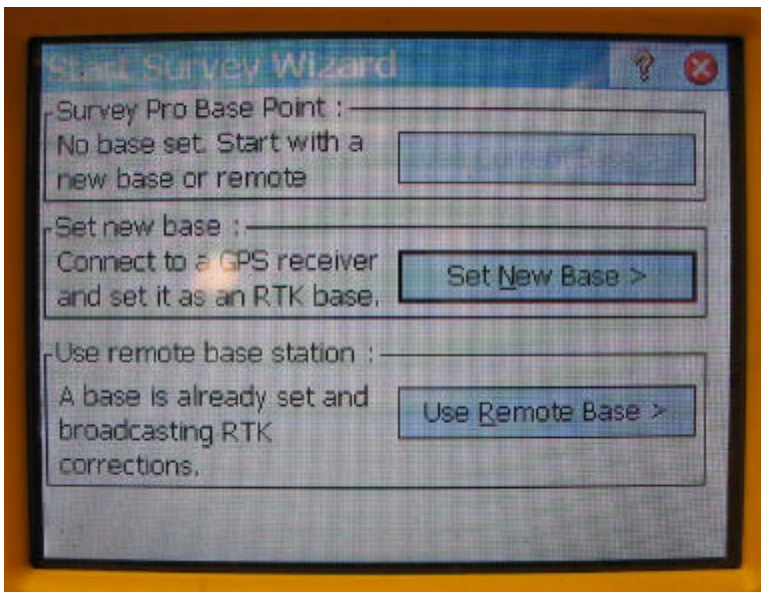 Start Survey Wizard
?
Survey Pro Base Point :
No base set. Start with a
new base or remote
Set new base :
Connect to a GPS receiver
and set it as an RTK base.
Set New Base >
Use remote base station :
A base is already set and
broadcasting RTK
corrections.
Use Remote Base >